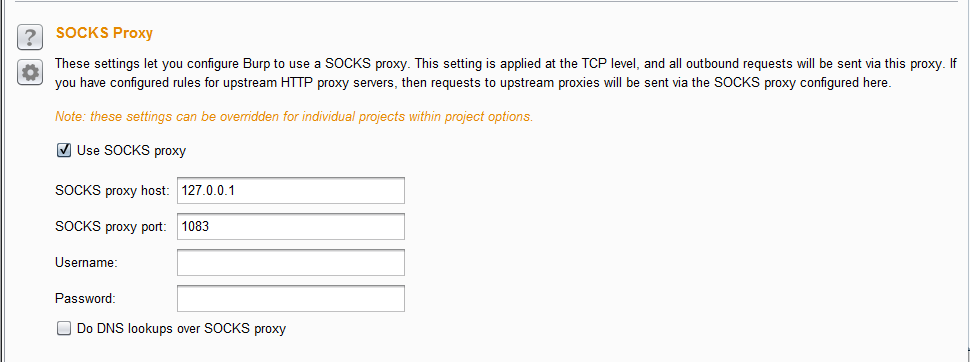 ?
SOCKS Proxy
These settings let you configure Burp to use a SOCKS proxy. This setting is applied at the TCP level, and all outbound requests will be sent via this proxy. If
you have configured rules for upstream HTTP proxy servers, then requests to upstream proxies will be sent via the SOCKS proxy configured here.
Note: these settings can be overridden for individual projects within project options.
Use SOCKS proxy
SOCKS proxy host: 127.0.0.1
SOCKS proxy port: 1083
Username:
Password:
Do DNS lookups over SOCKS proxy